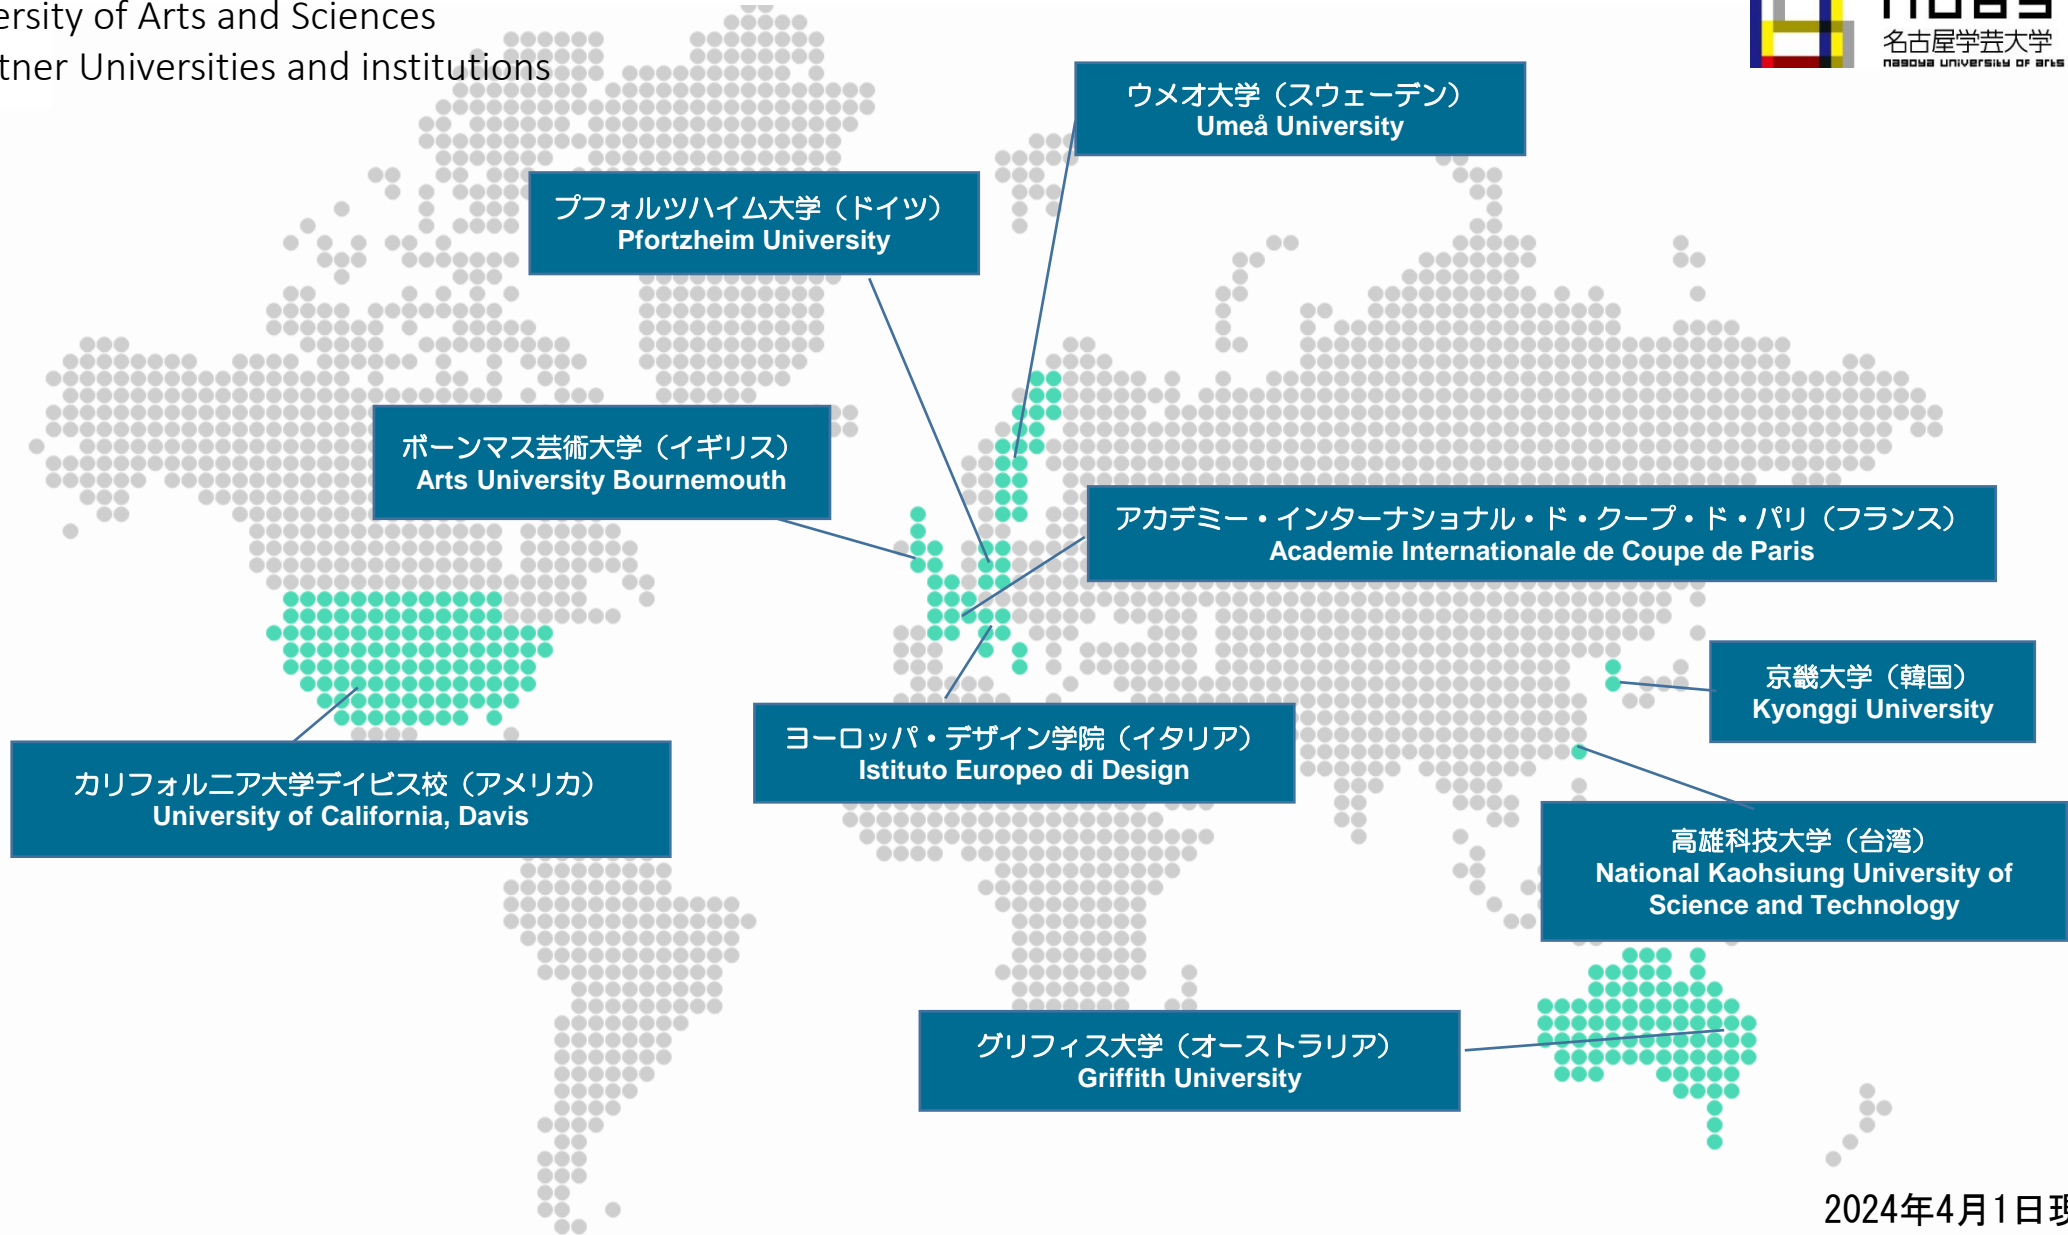 ersity of Arts and Sciences
tner Universities and institutions
名古屋学芸大学
nagoya university of arts
ウメオ大学（スウェーデン）
Umeå University
プフォルツハイム大学（ドイツ）
Pfortzheim University
ボーンマス芸術大学（イギリス）
Arts University Bournemouth
アカデミー・インターナショナル・ド・クープ・ド・パリ（フランス）
Academie Internationale de Coupe de Paris
京畿大学（韓国）
Kyonggi University
ヨーロッパ・デザイン学院（イタリア）
Istituto Europeo di Design
カリフォルニア大学デイビス校（アメリカ）
University of California, Davis
高雄科技大学（台湾）
National Kaohsiung University of
Science and Technology
グリフィス大学（オーストラリア）
Griffith University
2024年4月1日現